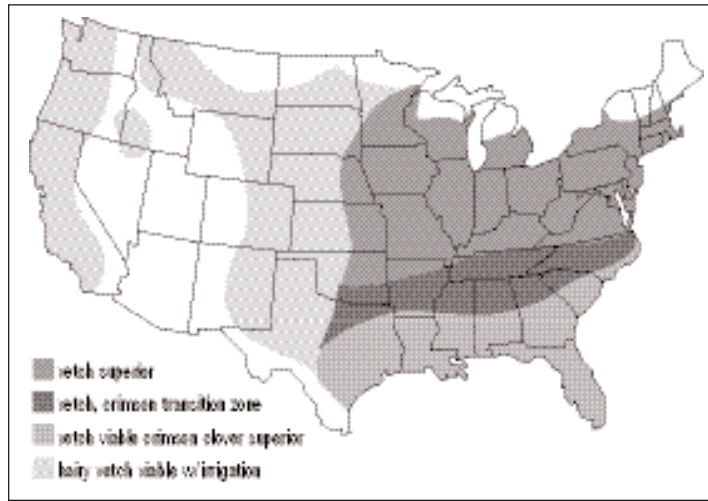 vetch superior
vetch, crimson transition zone
vetch viable crimson clover superior
hairy vetch viable w/irrigation